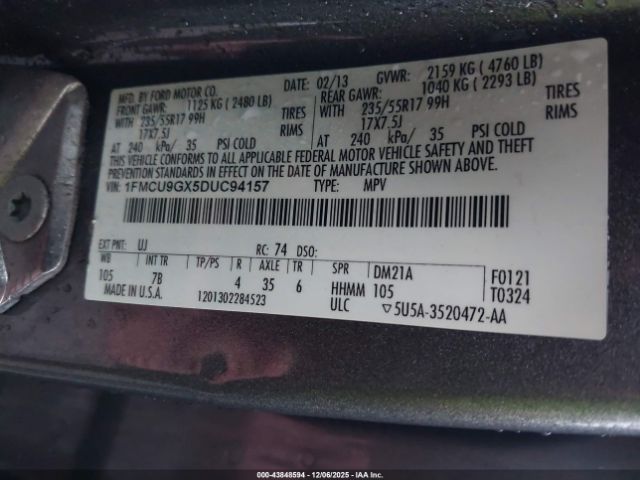 MFD. BY FORD MOTOR CO.
DATE: 02/13 GVWR: 2159 KG ( 4760 LB)
FRONT GAWR: 1125 KG ( 2480 LB) REAR GAWR: 1040 KG ( 2293 LB)
WITH 235/55R17 99H TIRES WITH 235/55R17 99H TIRES
17X7.5J RIMS 17X7.5J RIMS
AT 240 kPa/ 35 PSI COLD AT 240 kPa/ 35 PSI COLD
THIS VEHICLE CONFORMS TO ALL APPLICABLE FEDERAL MOTOR VEHICLE SAFETY AND THEFT
PREVENTION STANDARDS IN EFFECT ON THE DATE OF MANUFACTURE SHOWN ABOVE.
VIN: 1FMCU9GX5DUC94157 TYPE: MPV
EXT PNT: UJ RC: 74 DSO:
WB INT TR TP/PS R AXLE TR SPR DM21A F0121
105 7B 4 35 6 HHMM 105 T0324
MADE IN U.S.A. 1201302284523 ULC ▽5U5A-3520472-AA
000-43848594 - 12/06/2025 - IAAI.com